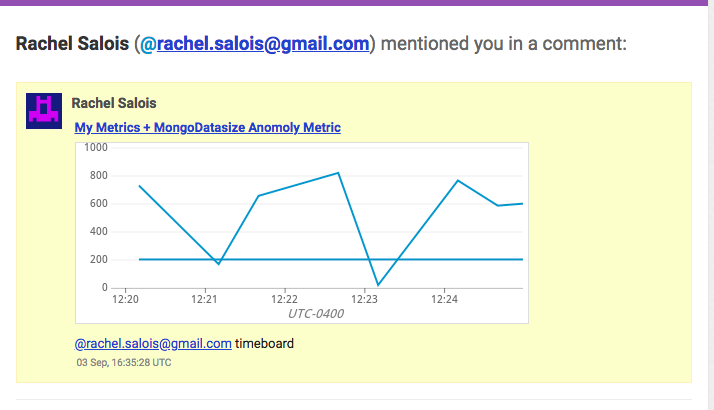 Rachel Salois (@rachel.salois@gmail.com) mentioned you in a comment:
Rachel Salois
My Metrics + MongoDatasize Anomoly Metric
1000
800
600
400
200
0
12:20 12:21 12:22 12:23 12:24
UTC-0400
@rachel.salois@gmail.com timeboard
03 Sep, 16:35:28 UTC